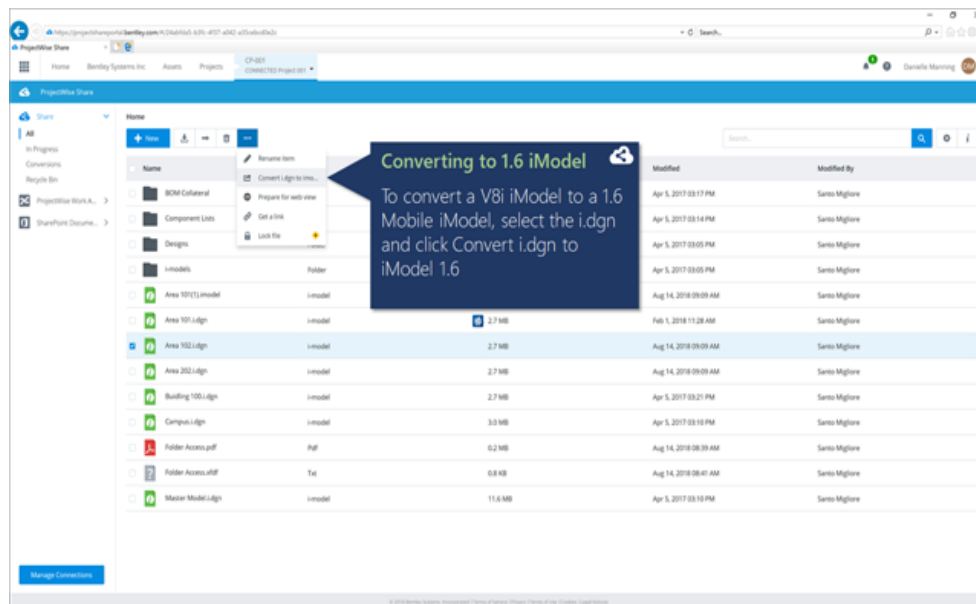 ProjectWise Share
Search...
Home Bentley Systems Inc Assets Projects
CP-001
CONNECTED Project 001
Danielle Manning DM
ProjectWise Share
Share
All
In Progress
Conversions
Recycle Bin
ProjectWise Work A...
SharePoint Docume...
Home
+ New
Search...
Rename item
Convert i.dgn to imo...
Prepare for web view
Get a link
Lock file
Converting to 1.6 iModel
To convert a V8i iModel to a 1.6
Mobile iModel, select the i.dgn
and click Convert i.dgn to
iModel 1.6
Name Modified Modified By
BOM Collateral Apr 5, 2017 03:17 PM Santo Migliore
Component Lists Apr 5, 2017 03:14 PM Santo Migliore
Designs Apr 5, 2017 03:05 PM Santo Migliore
i-models Folder Apr 5, 2017 03:05 PM Santo Migliore
Area 101(1).imodel i-model Aug 14, 2018 09:09 AM Santo Migliore
Area 101.i.dgn i-model 2.7 MB Feb 1, 2018 11:28 AM Santo Migliore
Area 102.i.dgn i-model 2.7 MB Aug 14, 2018 09:09 AM Santo Migliore
Area 202.i.dgn i-model 2.7 MB Aug 14, 2018 09:09 AM Santo Migliore
Buidling 100.i.dgn i-model 2.7 MB Apr 5, 2017 03:21 PM Santo Migliore
Campus.i.dgn i-model 3.0 MB Apr 5, 2017 03:10 PM Santo Migliore
Folder Access.pdf Pdf 0.2 MB Aug 14, 2018 08:39 AM Santo Migliore
Folder Access.xfdf Txt 0.8 KB Aug 14, 2018 08:41 AM Santo Migliore
Master Model.i.dgn i-model 11.6 MB Apr 5, 2017 03:10 PM Santo Migliore
Manage Connections